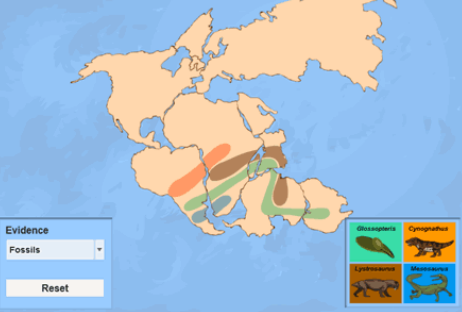 Evidence
Fossils
Reset
Glossopteris
Cynognathus
Lystrosaurus
Mesosaurus